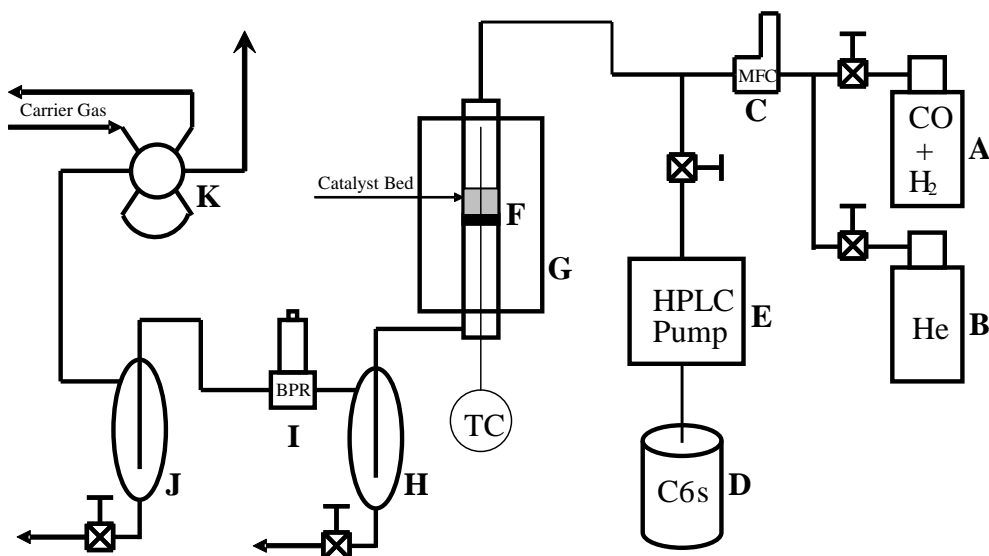 Carrier Gas
K
Catalyst Bed
F
G
MFC
C
CO
+
H₂
A
HPLC
Pump
E
He
B
BPR
I
TC
J
H
C6s
D